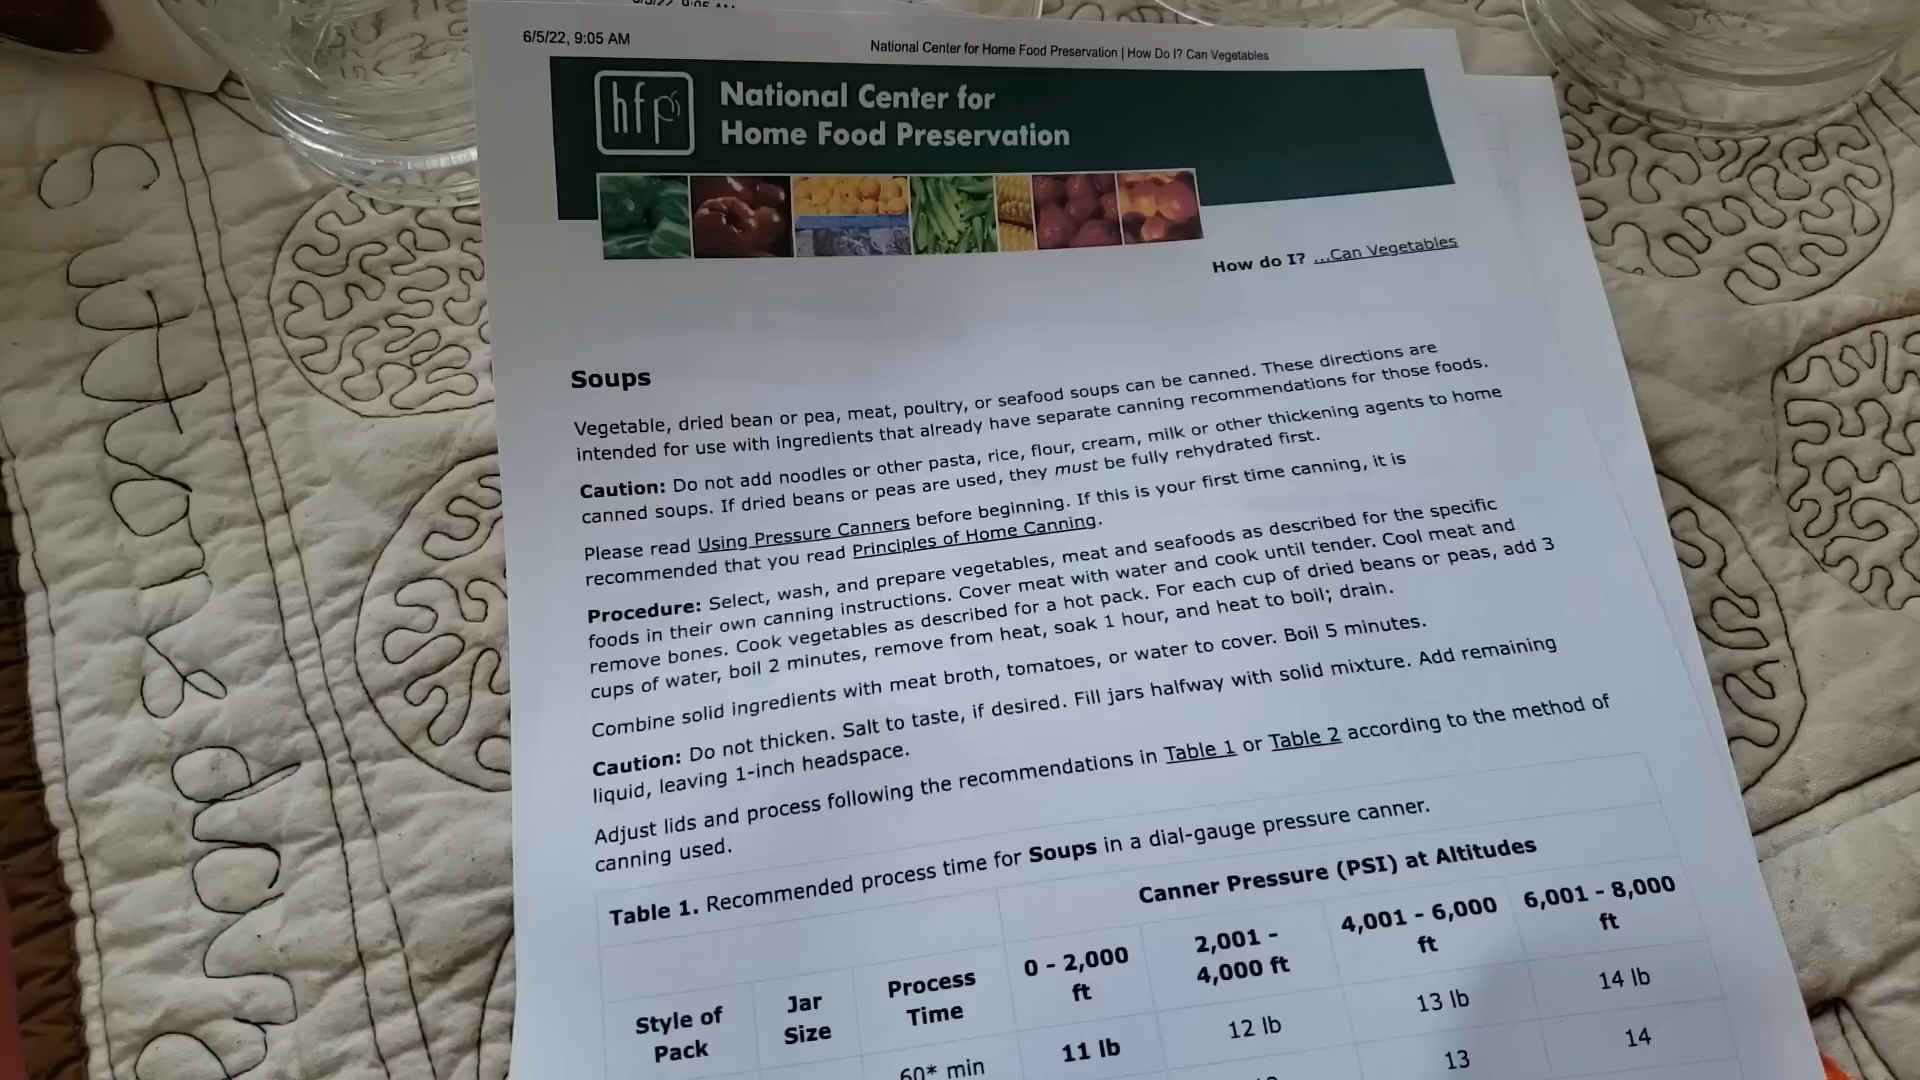 6/5/22, 9:05 AM
National Center for Home Food Preservation | How Do I? Can Vegetables
hfp
National Center for
Home Food Preservation
How do I? ...Can Vegetables
Soups
Vegetable, dried bean or pea, meat, poultry, or seafood soups can be canned. These directions are
intended for use with ingredients that already have separate canning recommendations for those foods.
Caution: Do not add noodles or other pasta, rice, flour, cream, milk or other thickening agents to home
canned soups. If dried beans or peas are used, they must be fully rehydrated first.
Please read Using Pressure Canners before beginning. If this is your first time canning, it is
recommended that you read Principles of Home Canning.
Procedure: Select, wash, and prepare vegetables, meat and seafoods as described for the specific
foods in their own canning instructions. Cover meat with water and cook until tender. Cool meat and
remove bones. Cook vegetables as described for a hot pack. For each cup of dried beans or peas, add 3
cups of water, boil 2 minutes, remove from heat, soak 1 hour, and heat to boil; drain.
Combine solid ingredients with meat broth, tomatoes, or water to cover. Boil 5 minutes.
Caution: Do not thicken. Salt to taste, if desired. Fill jars halfway with solid mixture. Add remaining
liquid, leaving 1-inch headspace.
Adjust lids and process following the recommendations in Table 1 or Table 2 according to the method of
canning used.
Table 1. Recommended process time for Soups in a dial-gauge pressure canner.
Canner Pressure (PSI) at Altitudes
Style of Pack Jar Size Process Time 0 - 2,000 ft 2,001 - 4,000 ft 4,001 - 6,000 ft 6,001 - 8,000 ft
60* min 11 lb 12 lb 13 lb 14 lb
13 14